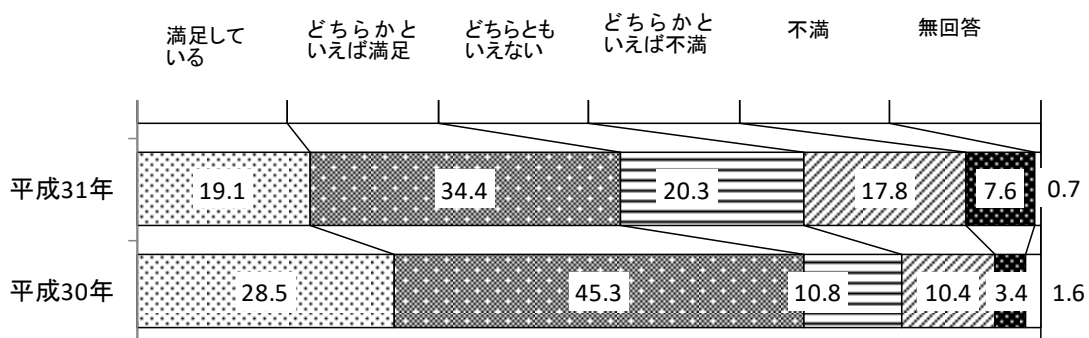 満足して
いる
どちらかと
いえば満足
どちらとも
いえない
どちらかと
いえば不満
不満
無回答
平成31年
19.1
34.4
20.3
17.8
7.6
0.7
平成30年
28.5
45.3
10.8
10.4
3.4
1.6